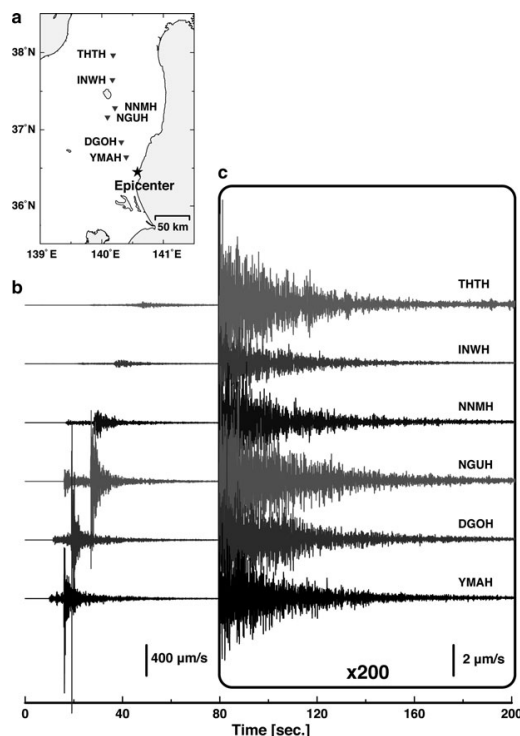 a
38°N
37°N
36°N
THTH
INWH
NNMH
NGUH
DGOH
YMAH
Epicenter
50 km
139°E
140°E
141°E
c
b
THTH
INWH
NNMH
NGUH
DGOH
YMAH
400 μm/s
2 μm/s
x200
0
40
80
120
160
200
Time [sec.]